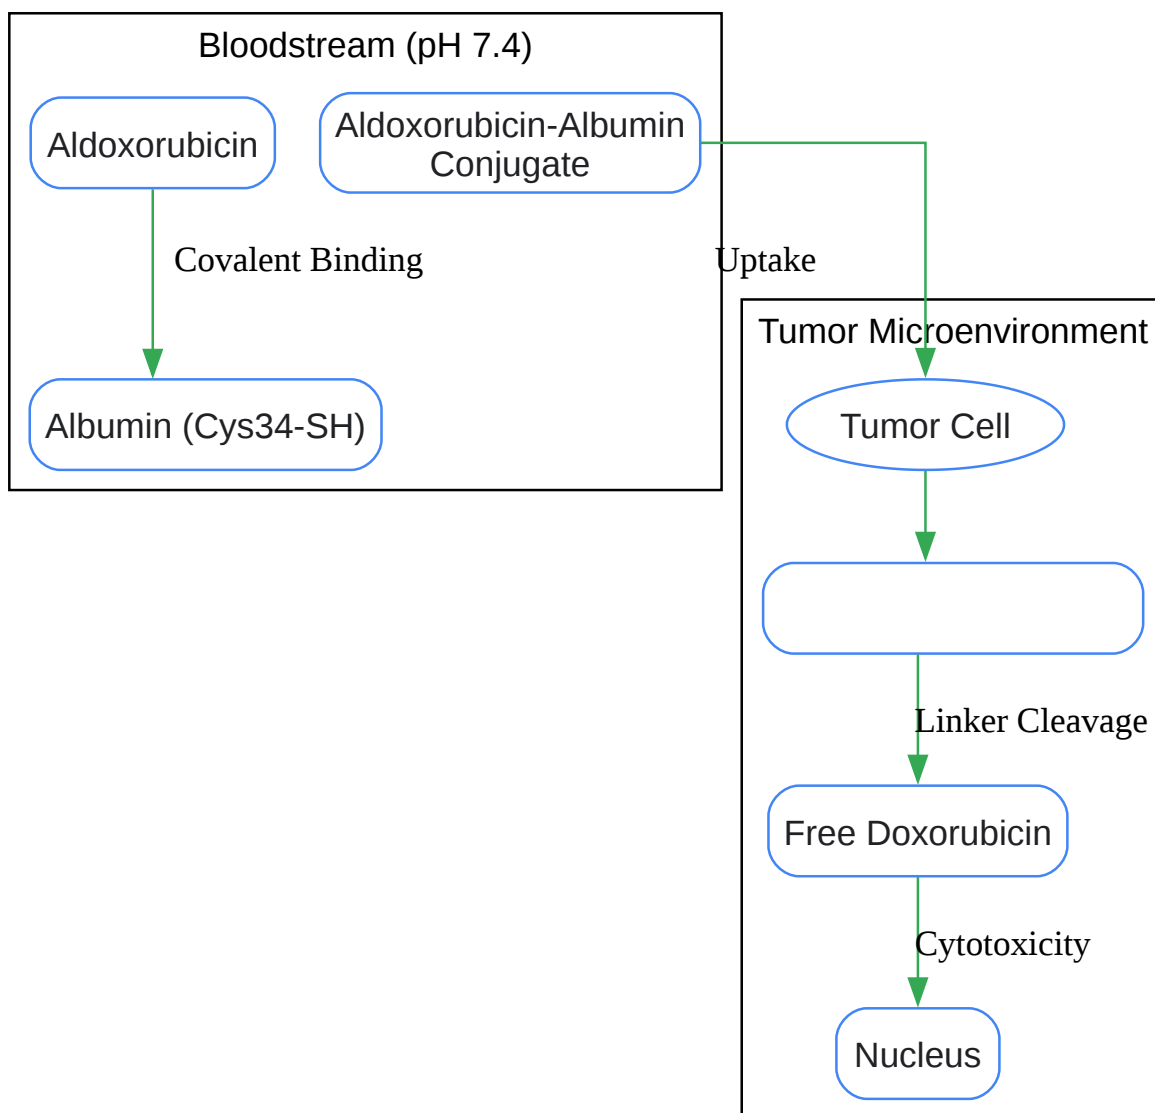 Bloodstream (pH 7.4)
Aldoxorubicin
Aldoxorubicin-Albumin
Conjugate
Covalent Binding
Uptake
Albumin (Cys34-SH)
Tumor Microenvironment
Tumor Cell
Linker Cleavage
Free Doxorubicin
Cytotoxicity
Nucleus